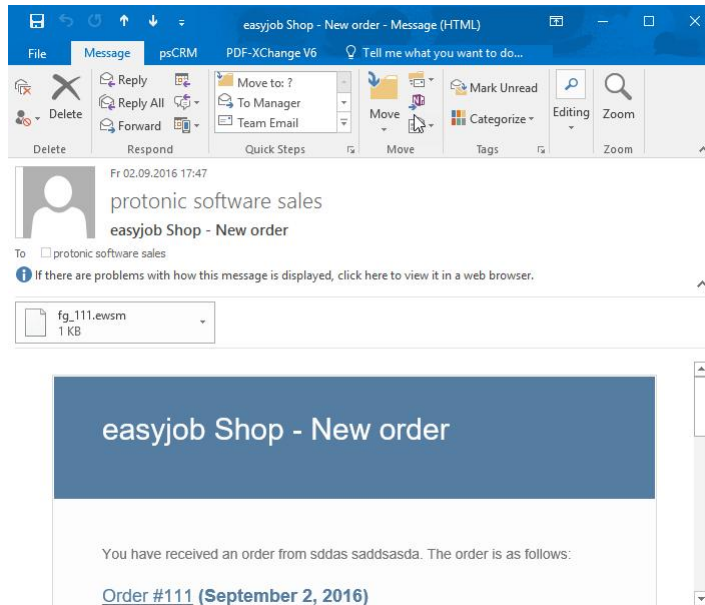 easyjob Shop - New order - Message (HTML)
File Message psCRM PDF-XChange V6 Tell me what you want to do...
Delete
Reply
Reply All
Forward
Move to: ?
To Manager
Team Email
Move
Mark Unread
Categorize
Editing
Zoom
Delete Respond Quick Steps Move Tags Zoom
Fr 02.09.2016 17:47
protonic software sales
easyjob Shop - New order
To protonic software sales
If there are problems with how this message is displayed, click here to view it in a web browser.
fg_111.ewsm
1 KB
easyjob Shop - New order
You have received an order from sddas saddsasda. The order is as follows:
Order #111 (September 2, 2016)